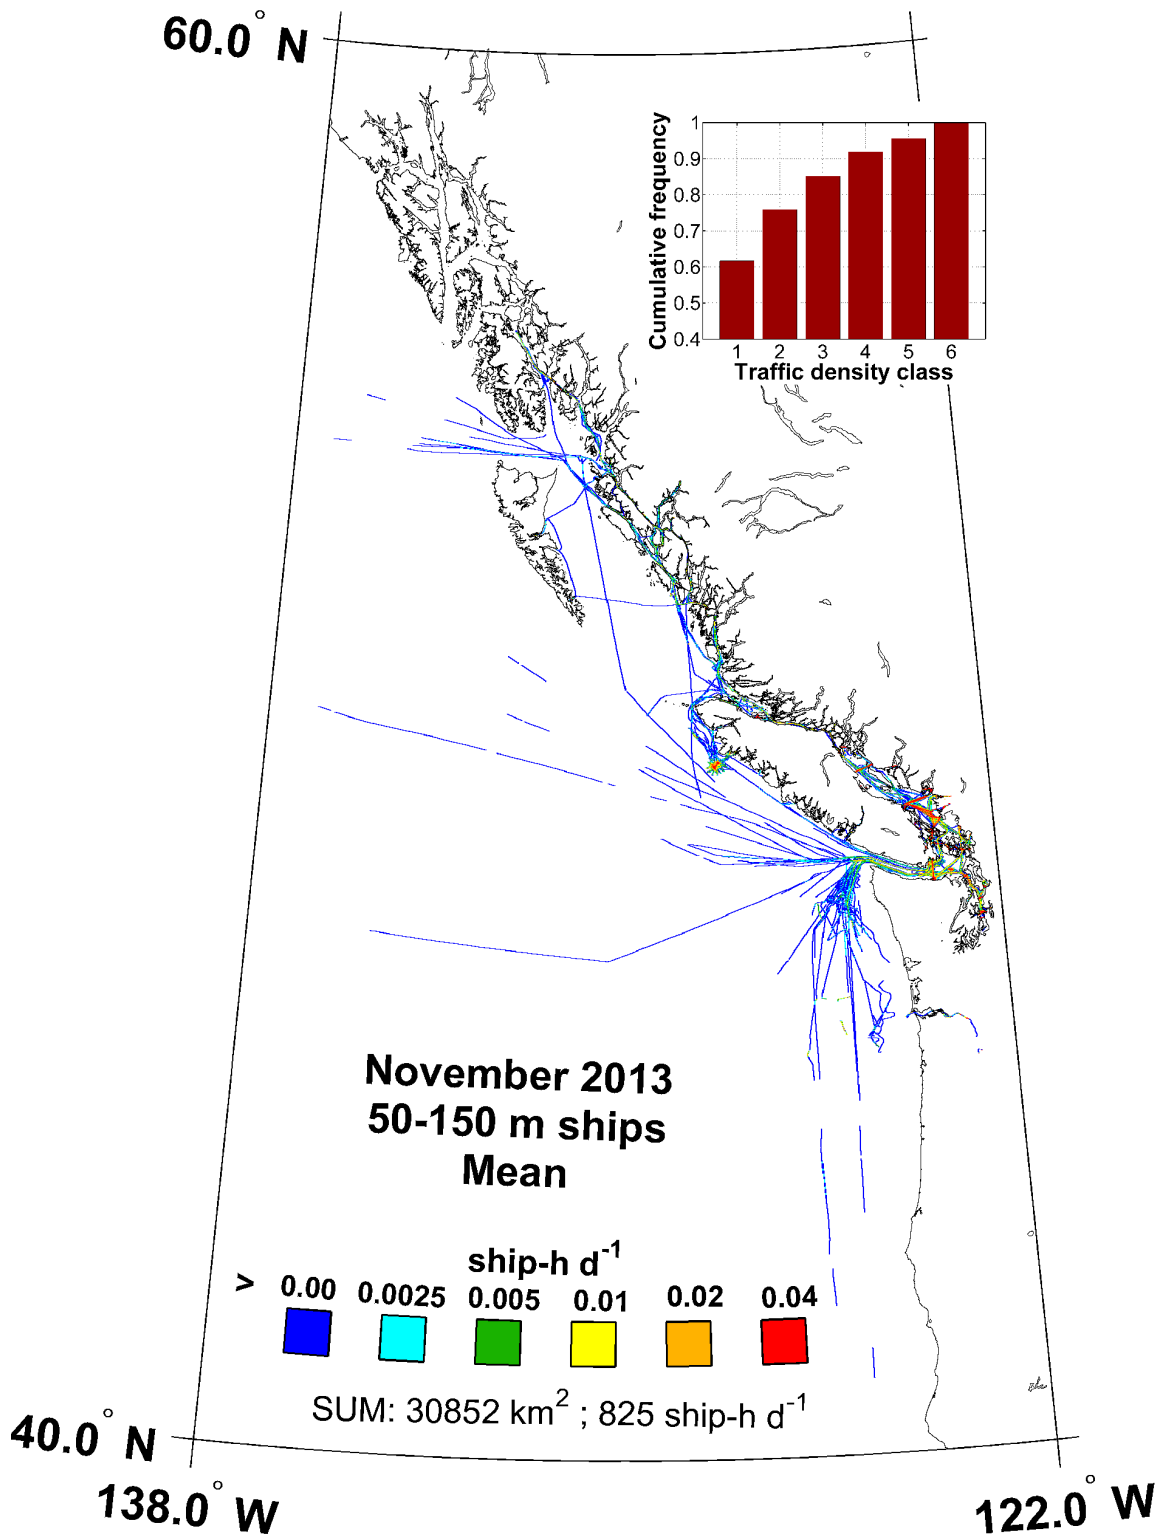 60.0° N
Cumulative frequency
1
0.9
0.8
0.7
0.6
0.5
0.4
1 2 3 4 5 6
Traffic density class
November 2013
50-150 m ships
Mean
ship-h d⁻¹
> 0.00 0.0025 0.005 0.01 0.02 0.04
SUM: 30852 km² ; 825 ship-h d⁻¹
40.0° N
138.0° W
122.0° W